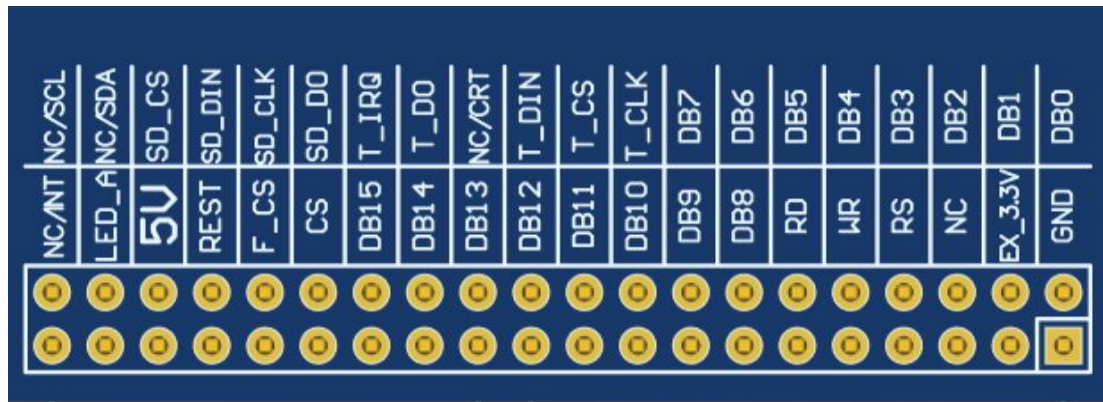 NC/SCL NC/SDA SD_CS SD_DIN SD_CLK SD_DO T_IRQ T_DO NC/CRT T_DIN T_CS T_CLK DB7 DB6 DB5 DB4 DB3 DB2 DB1 DB0
NC/INT LED_A 5V REST F_CS CS DB15 DB14 DB13 DB12 DB11 DB10 DB9 DB8 RD WR RS NC EX_3.3V GND